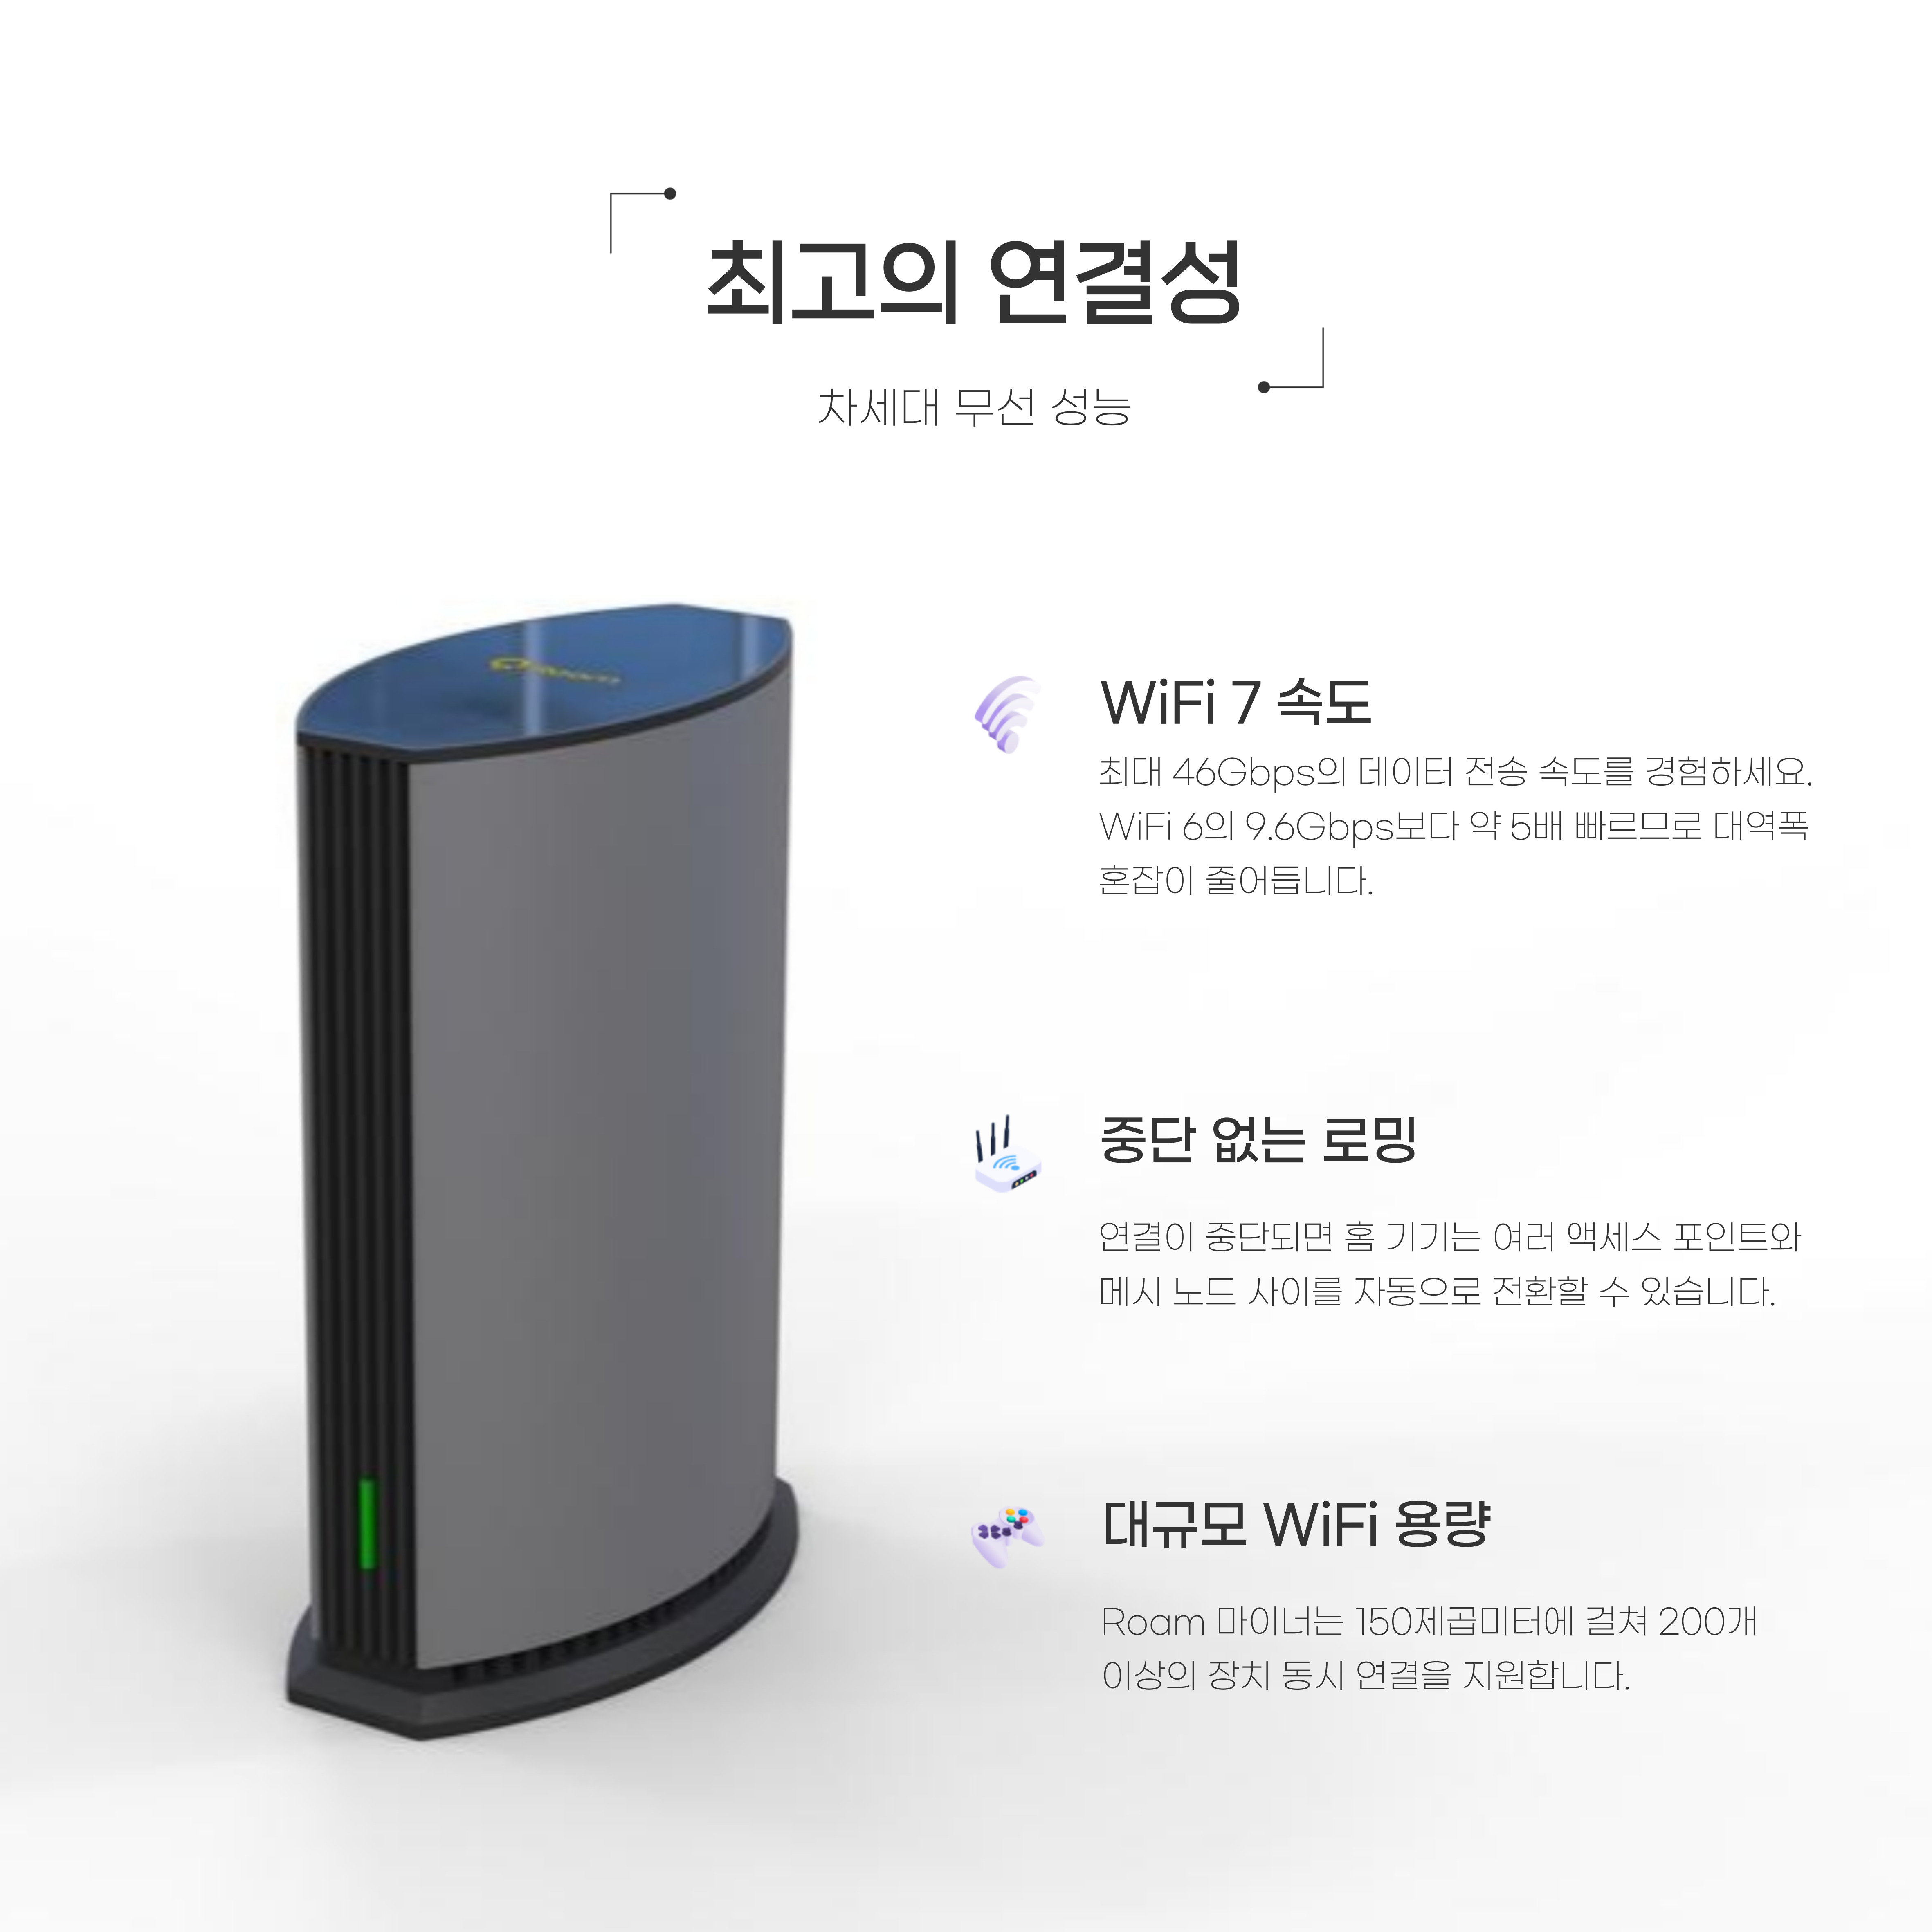 최고의 연결성
차세대 무선 성능
Roam
WiFi 7 속도
최대 46Gbps의 데이터 전송 속도를 경험하세요.
WiFi 6의 9.6Gbps보다 약 5배 빠르므로 대역폭
혼잡이 줄어듭니다.
중단 없는 로밍
연결이 중단되면 홈 기기는 여러 액세스 포인트와
메시 노드 사이를 자동으로 전환할 수 있습니다.
대규모 WiFi 용량
Roam 마이너는 150제곱미터에 걸쳐 200개
이상의 장치 동시 연결을 지원합니다.